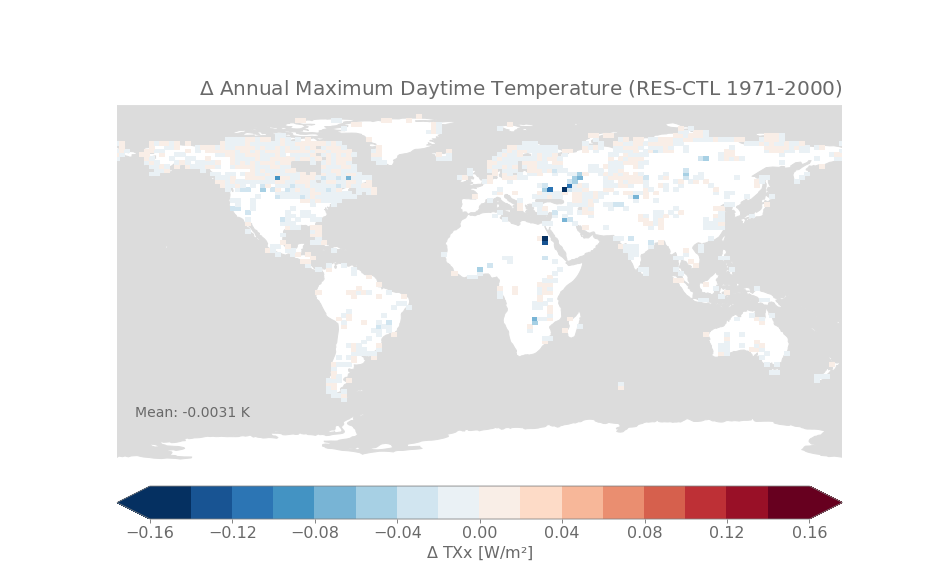 Δ Annual Maximum Daytime Temperature (RES-CTL 1971-2000)
Mean: -0.0031 K
−0.16 −0.12 −0.08 −0.04 0.00 0.04 0.08 0.12 0.16
Δ TXx [W/m²]